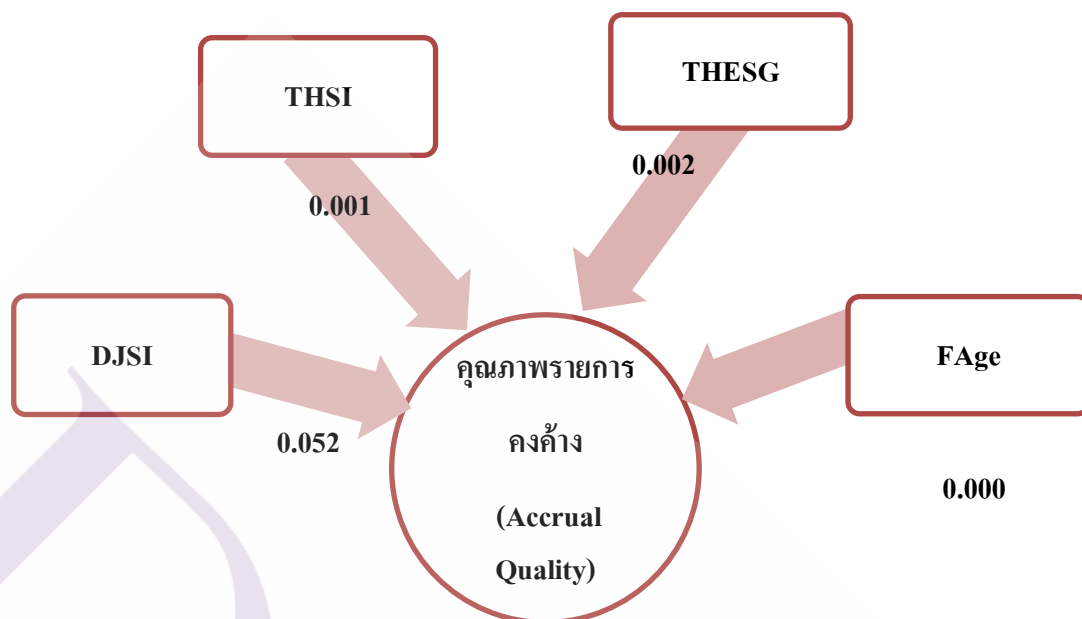 THSI
THESG
0.002
0.001
DJSI
FAge
0.052
0.000
คุณภาพรายการ
คงค้าง
(Accrual
Quality)